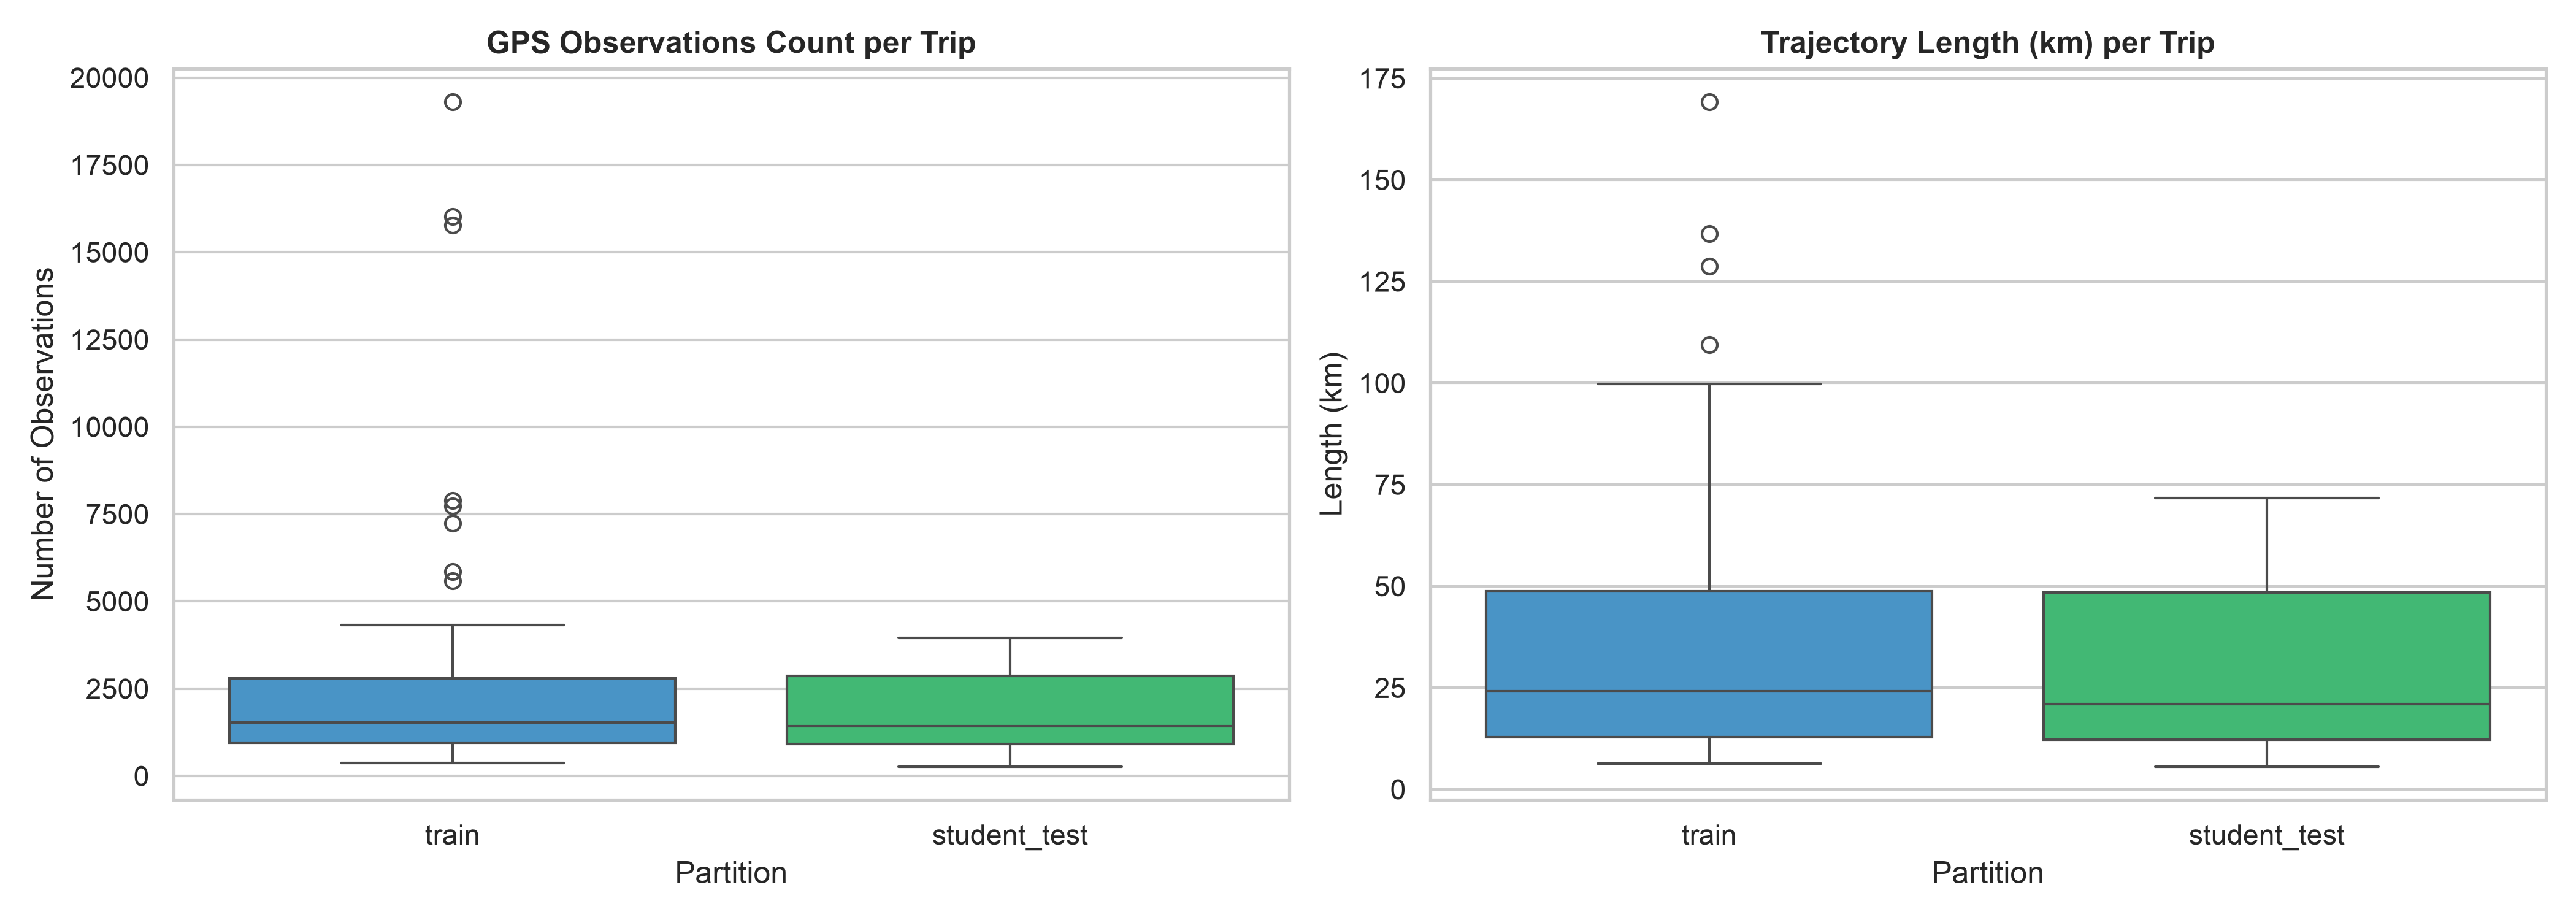 GPS Observations Count per Trip
20000
17500
15000
12500
10000
7500
5000
2500
0
Number of Observations
train
student_test
Partition
Trajectory Length (km) per Trip
175
150
125
100
75
50
25
0
Length (km)
train
student_test
Partition